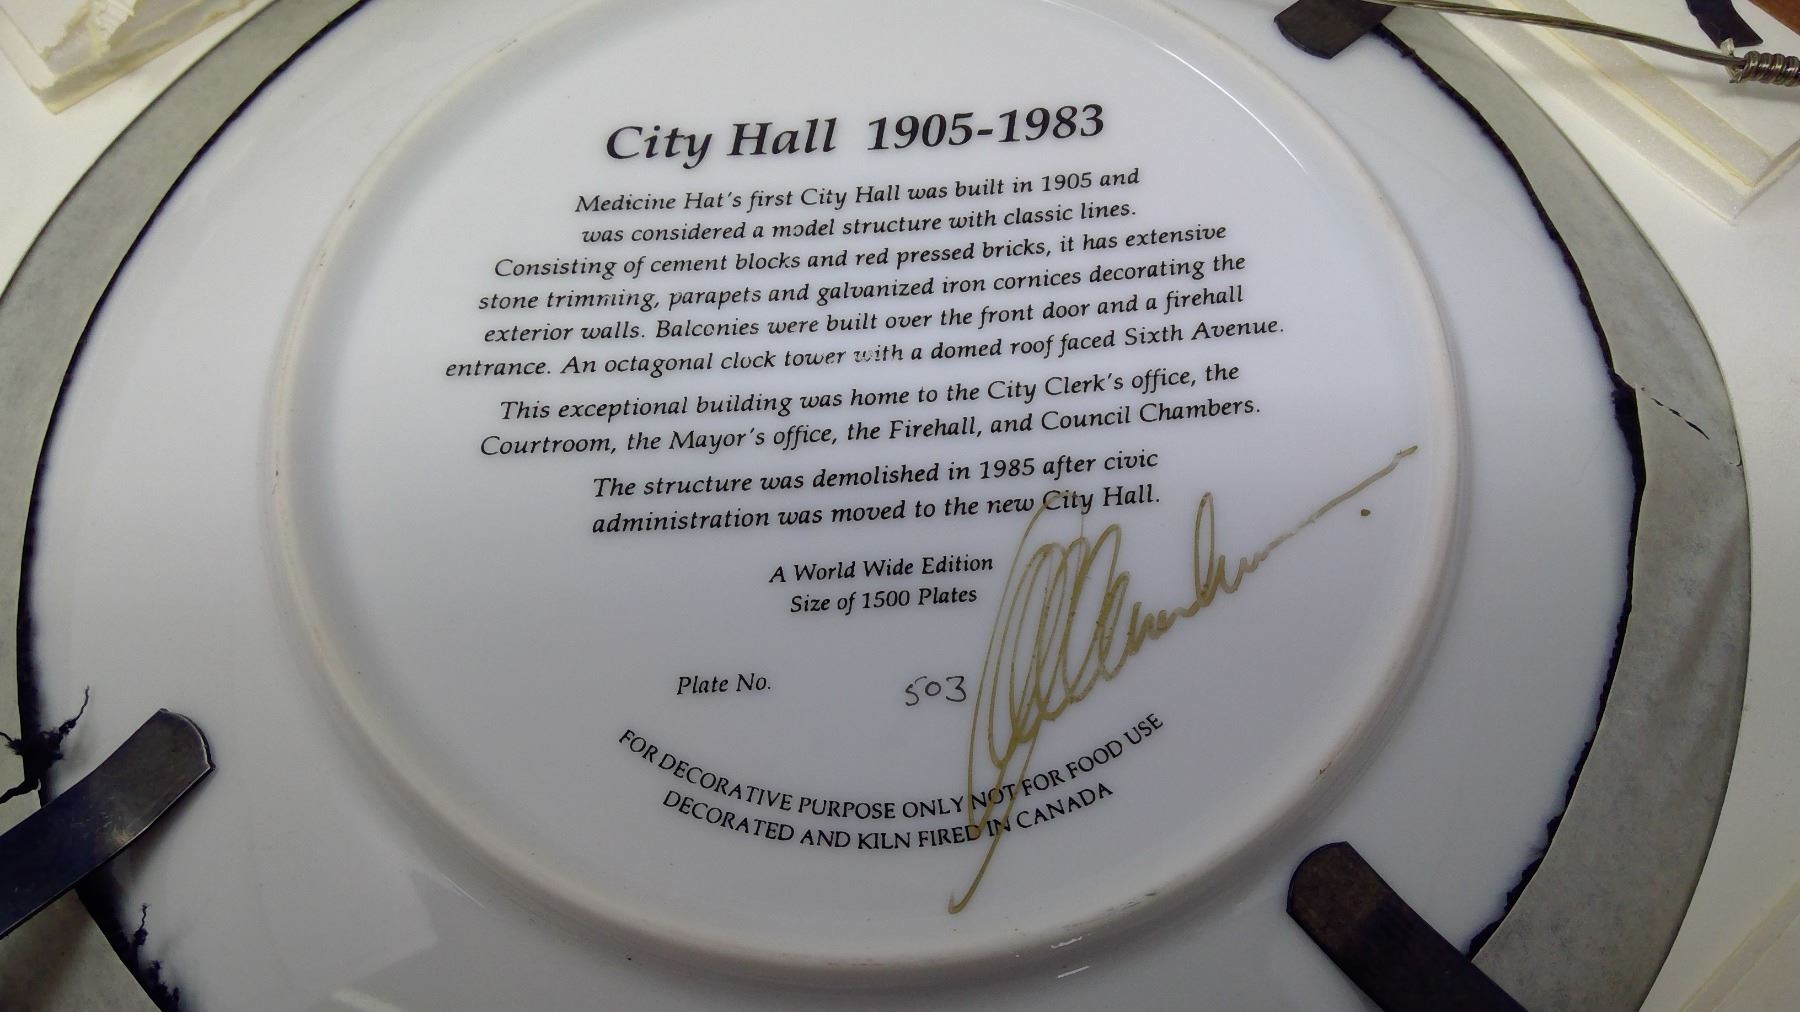 City Hall 1905-1983
Medicine Hat's first City Hall was built in 1905 and
was considered a model structure with classic lines.
Consisting of cement blocks and red pressed bricks, it has extensive
stone trimming, parapets and galvanized iron cornices decorating the
exterior walls. Balconies were built over the front door and a firehall
entrance. An octagonal clock tower with a domed roof faced Sixth Avenue.
This exceptional building was home to the City Clerk's office, the
Courtroom, the Mayor's office, the Firehall, and Council Chambers.
The structure was demolished in 1985 after civic
administration was moved to the new City Hall.
A World Wide Edition
Size of 1500 Plates
Plate No. 503
FOR DECORATIVE PURPOSE ONLY NOT FOR FOOD USE
DECORATED AND KILN FIRED IN CANADA